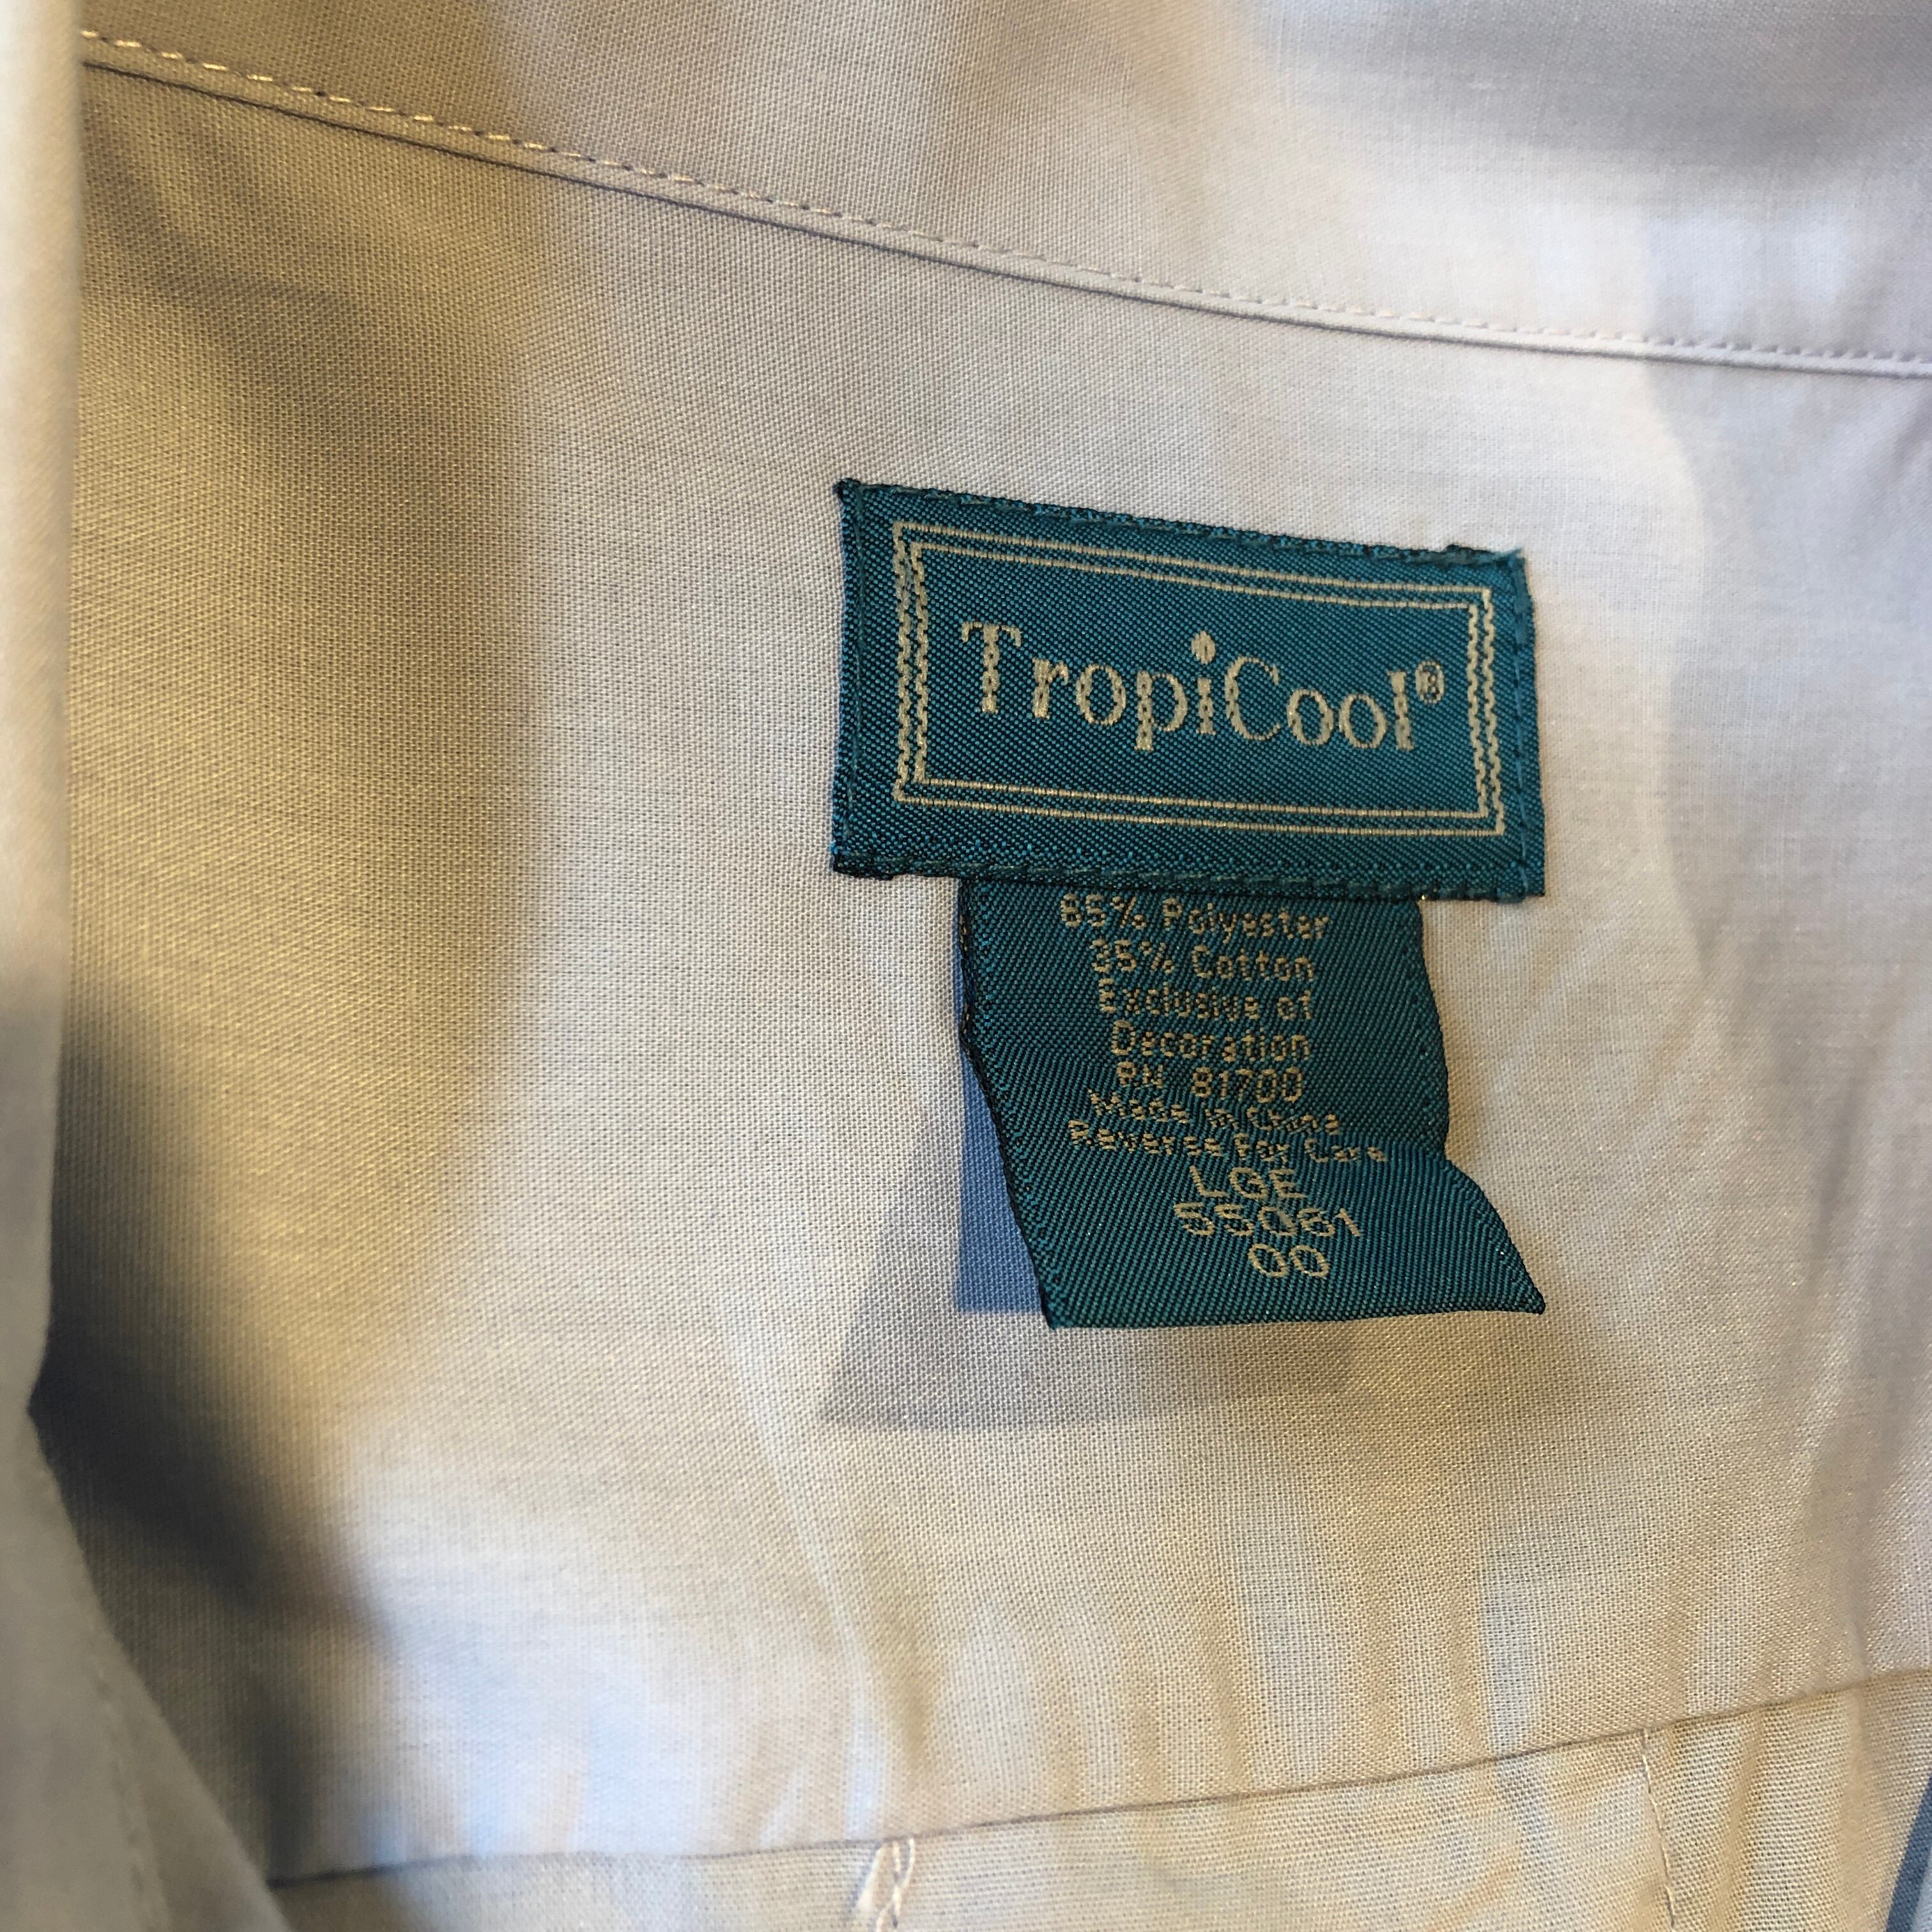 TropiCool®
65% Polyester
35% Cotton
Exclusive of
Decoration
RN 81700
Made in China
Reverse For Care
LGE
55061
00